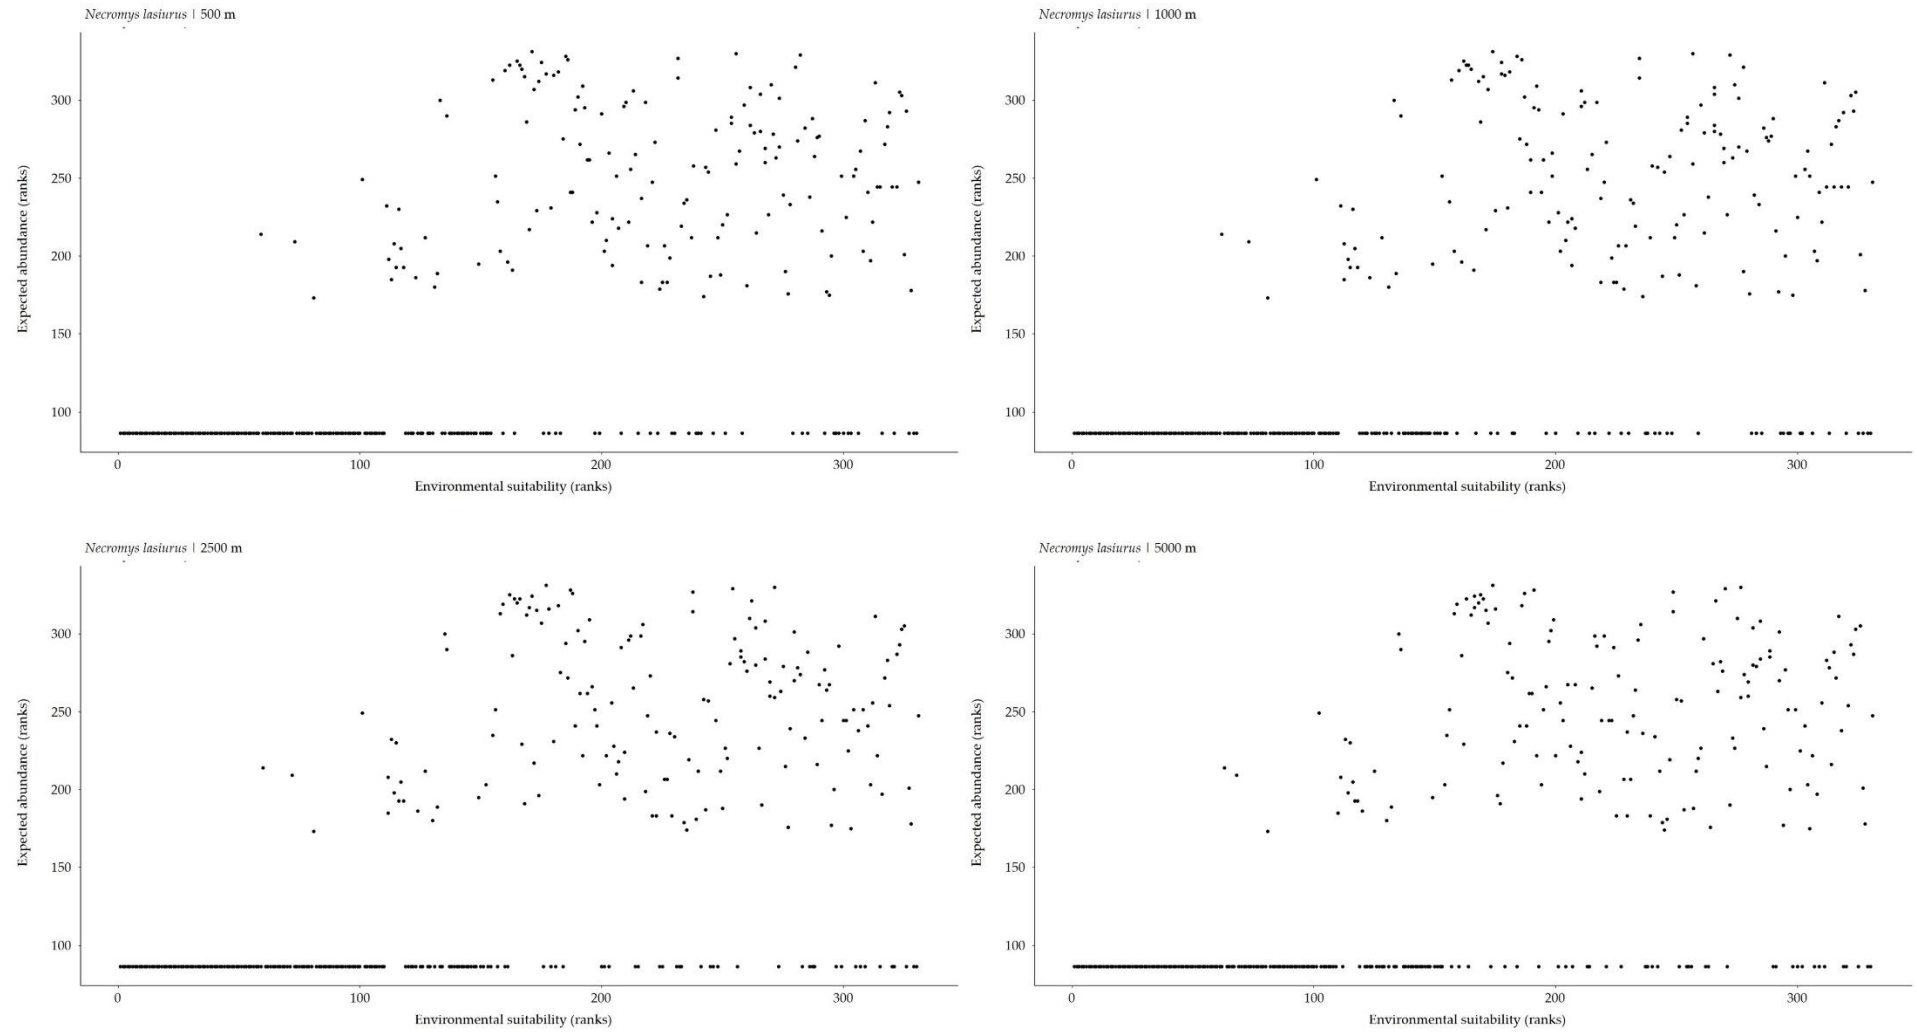 Necromys lasiurus | 500 m
Expected abundance (ranks)
300
250
200
150
100
0 100 200 300
Environmental suitability (ranks)
Necromys lasiurus | 1000 m
Expected abundance (ranks)
300
250
200
150
100
0 100 200 300
Environmental suitability (ranks)
Necromys lasiurus | 2500 m
Expected abundance (ranks)
300
250
200
150
100
0 100 200 300
Environmental suitability (ranks)
Necromys lasiurus | 5000 m
Expected abundance (ranks)
300
250
200
150
100
0 100 200 300
Environmental suitability (ranks)